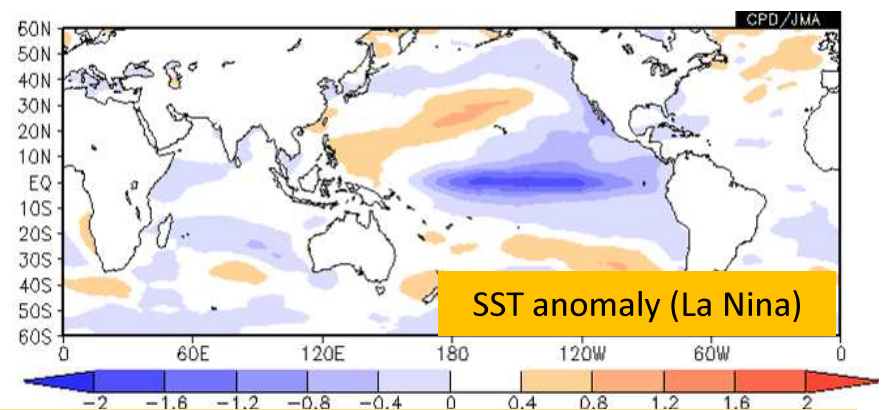 CPD/JMA
60N
50N
40N
30N
20N
10N
EQ
10S
20S
30S
40S
50S
60S
SST anomaly (La Nina)
0 60E 120E 180 120W 60W 0
-2 -1.6 -1.2 -0.8 -0.4 0 0.4 0.8 1.2 1.6 2